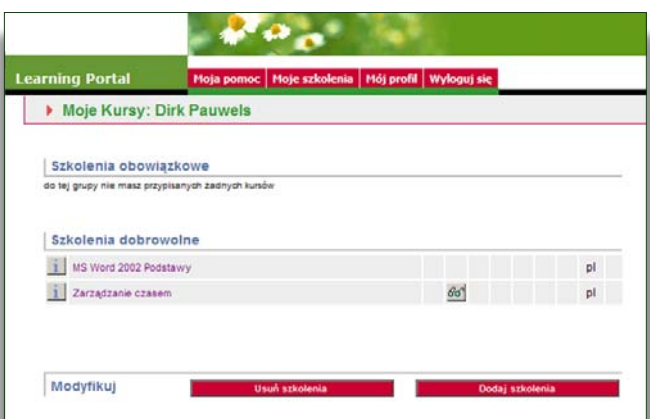 Learning Portal
Moja pomoc Moje szkolenia Mój profil Wyloguj się
Moje Kursy: Dirk Pauwels
Szkolenia obowiązkowe
do tej grupy nie masz przypisanych żadnych kursów
Szkolenia dobrowolne
i MS Word 2002 Podstawy pl
i Zarządzanie czasem pl
Modyfikuj Usuń szkolenia Dodaj szkolenia